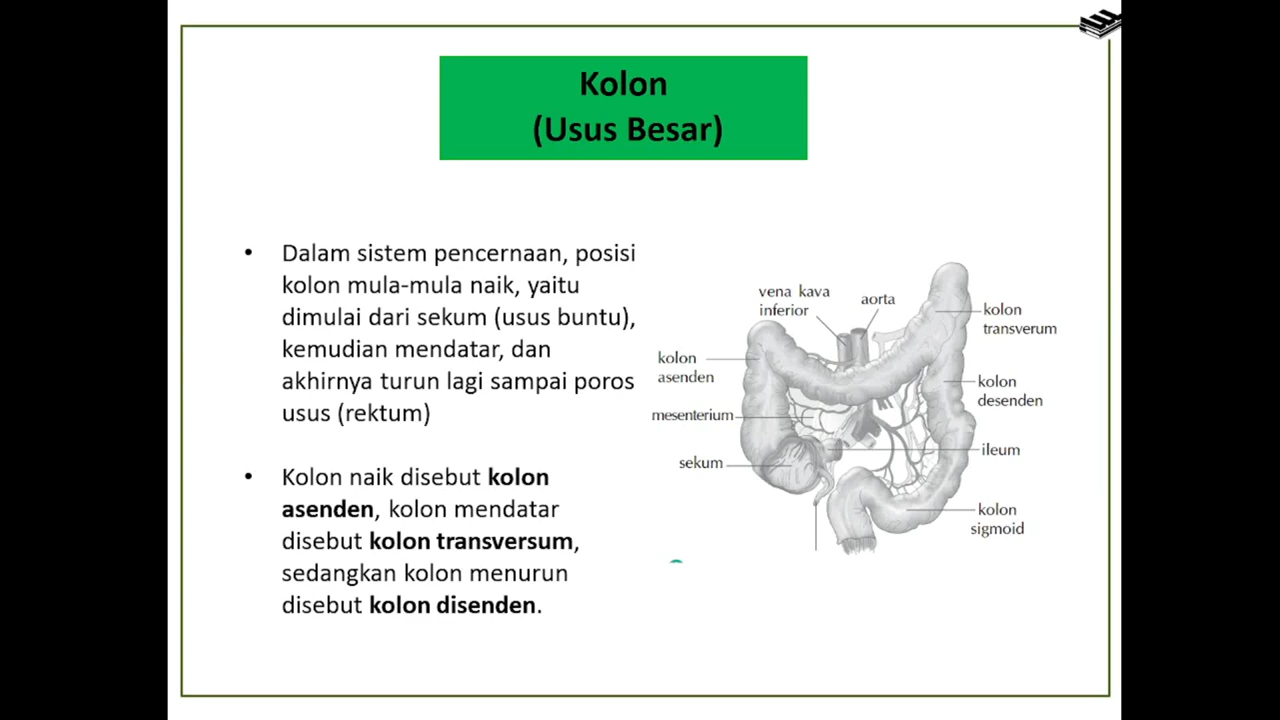 Kolon
(Usus Besar)
• Dalam sistem pencernaan, posisi
kolon mula-mula naik, yaitu
dimulai dari sekum (usus buntu),
kemudian mendatar, dan
akhirnya turun lagi sampai poros
usus (rektum)
• Kolon naik disebut kolon
asenden, kolon mendatar
disebut kolon transversum,
sedangkan kolon menurun
disebut kolon disenden.
vena kava
inferior
aorta
kolon
transverum
kolon
asenden
kolon
desenden
mesenterium
ileum
sekum
kolon
sigmoid